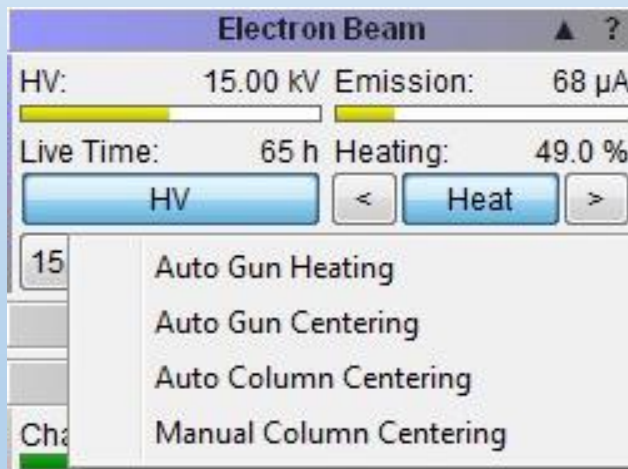 Electron Beam ▲ ?
HV: 15.00 kV Emission: 68 µA
Live Time: 65 h Heating: 49.0 %
HV < Heat >
15
Auto Gun Heating
Auto Gun Centering
Auto Column Centering
Manual Column Centering
Cha